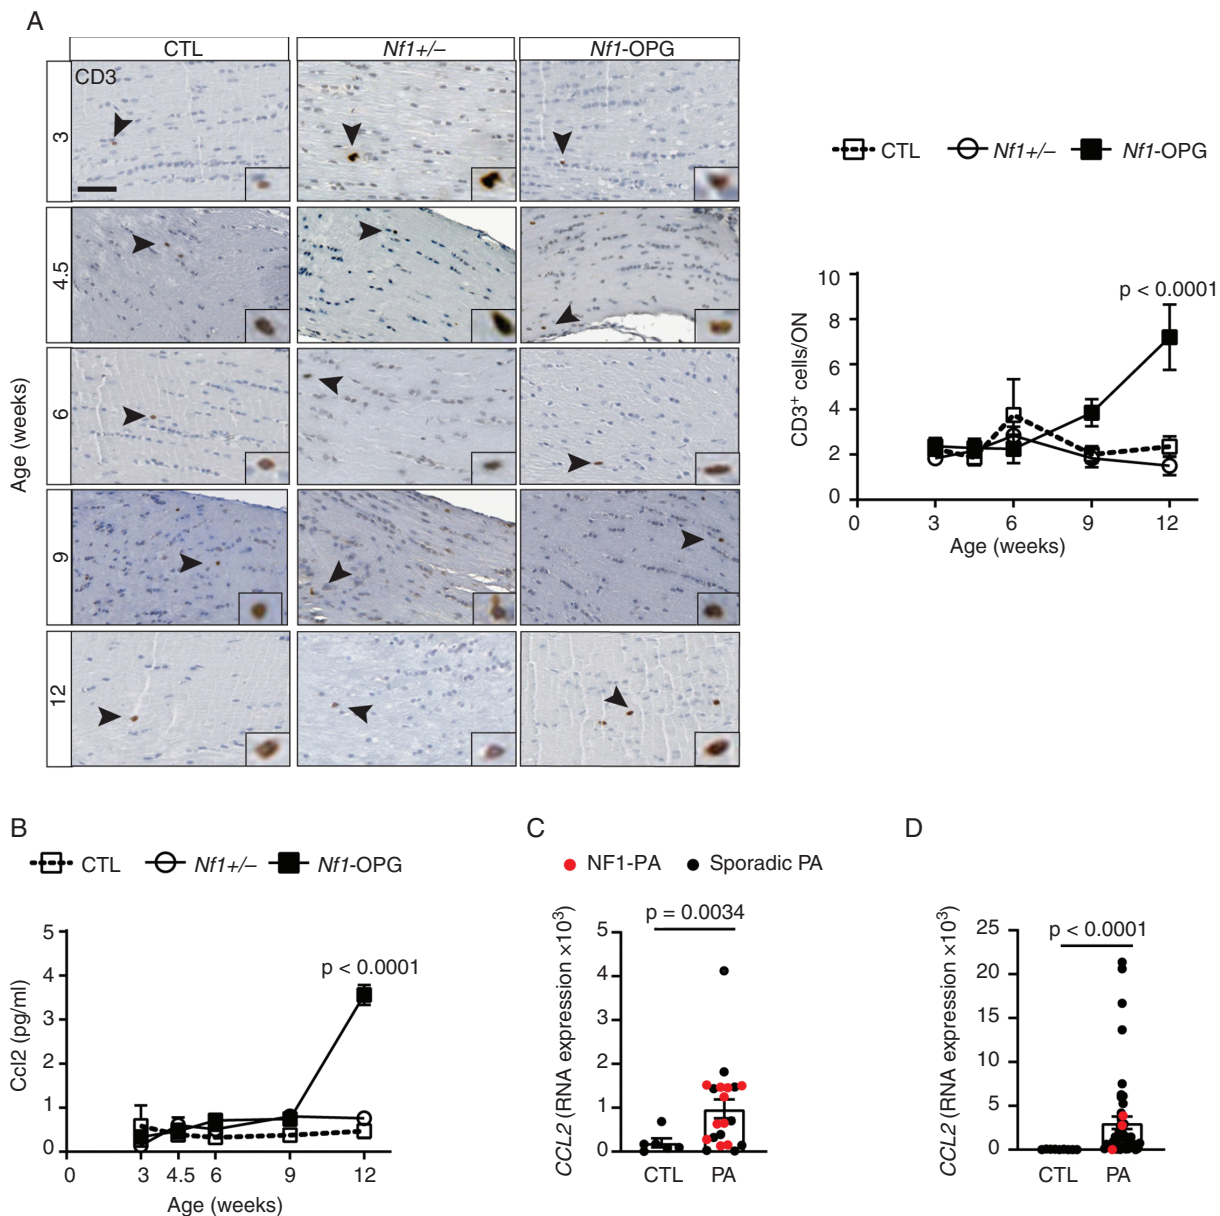 A
CTL
Nf1+/–
Nf1-OPG
CD3
3
4.5
6
9
12
Age (weeks)
CTL
Nf1+/–
Nf1-OPG
p < 0.0001
CD3⁺ cells/ON
10
8
6
4
2
0
0
3
6
9
12
Age (weeks)
B
CTL
Nf1+/–
Nf1-OPG
p < 0.0001
Ccl2 (pg/ml)
5
4
3
2
1
0
0
3
4.5
6
9
12
Age (weeks)
C
NF1-PA
Sporadic PA
p = 0.0034
CCL2 (RNA expression ×10³)
5
4
3
2
1
0
CTL
PA
D
p < 0.0001
CCL2 (RNA expression ×10³)
25
20
15
10
5
0
CTL
PA